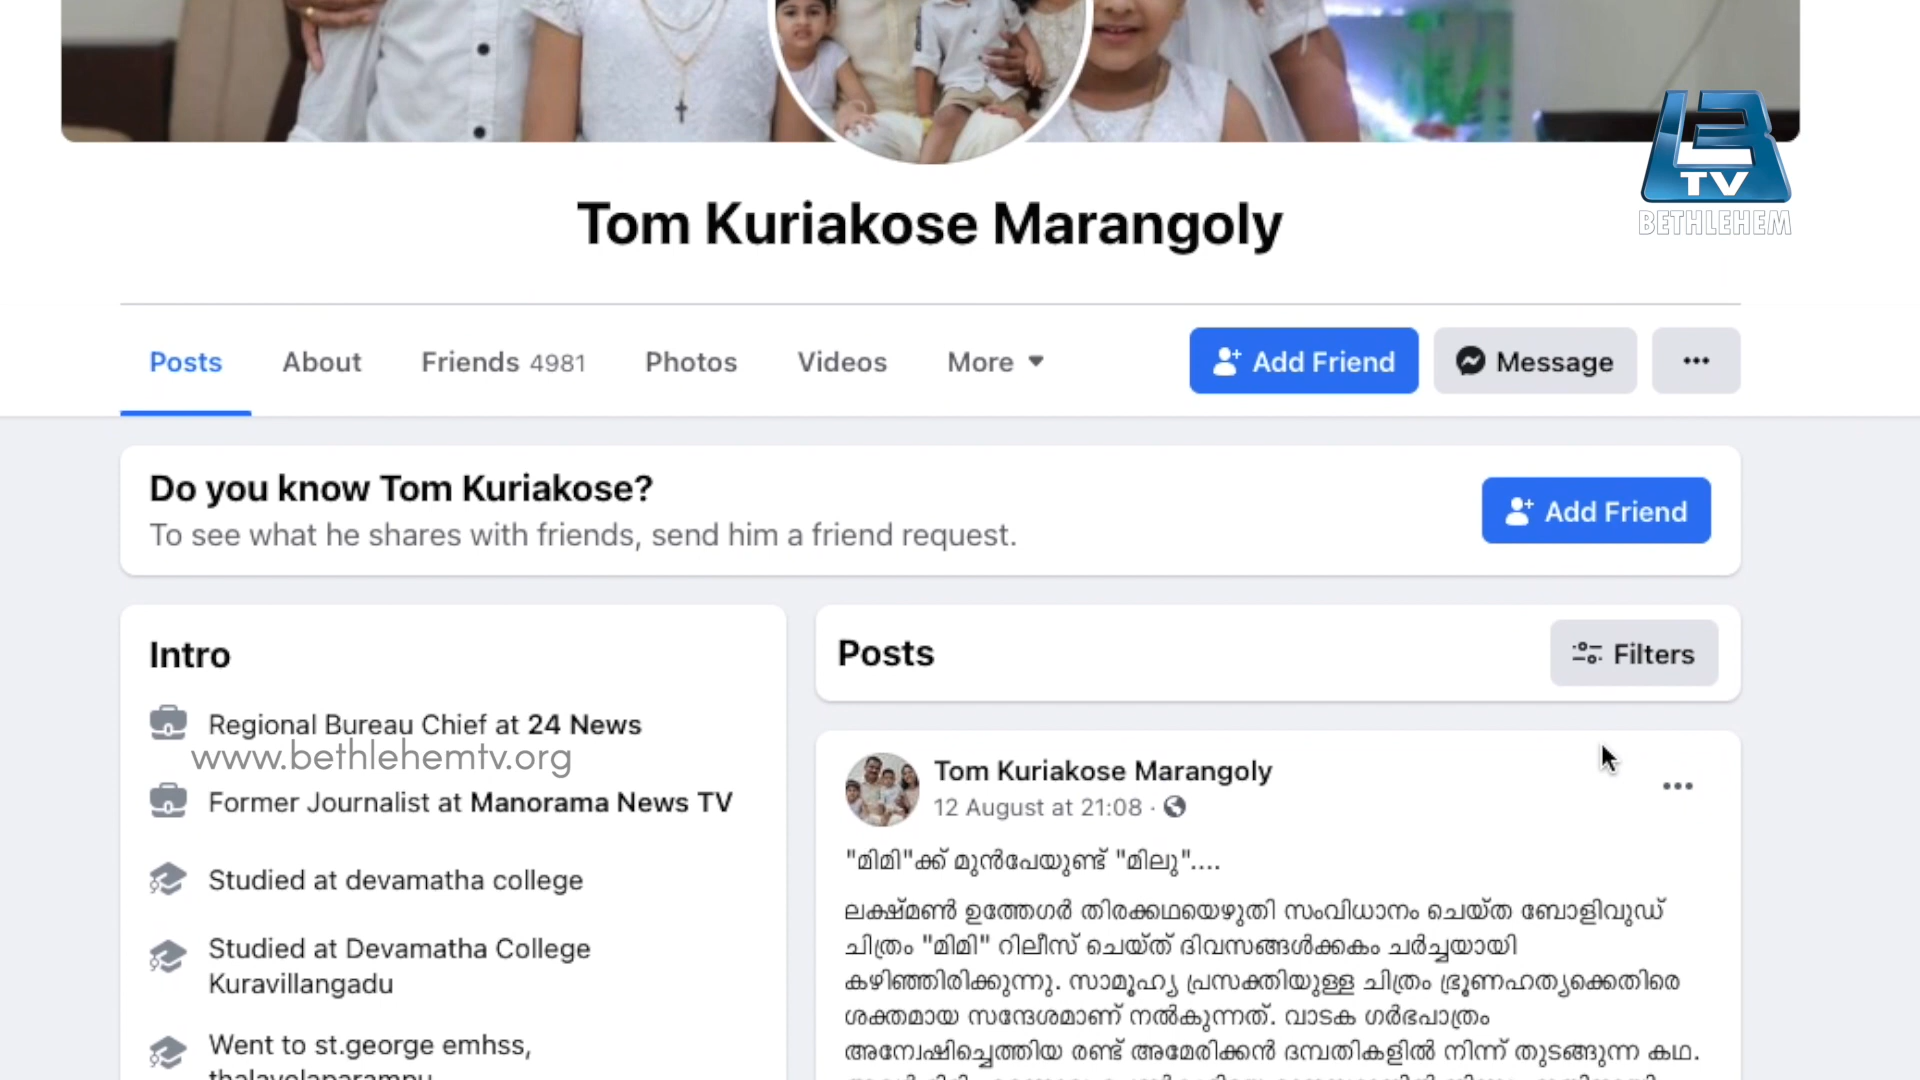 TV
BETHLEHEM
Tom Kuriakose Marangoly
Posts About Friends 4981 Photos Videos More Add Friend Message
Do you know Tom Kuriakose?
To see what he shares with friends, send him a friend request.
Add Friend
Intro
Regional Bureau Chief at 24 News
www.bethlehemtv.org
Former Journalist at Manorama News TV
Studied at devamatha college
Studied at Devamatha College
Kuravillangadu
Went to st.george emhss,
thalayolaparampu
Posts
Filters
Tom Kuriakose Marangoly
12 August at 21:08
"മിമി"ക്ക് മുൻപേയുണ്ട് "മിലു"....
ലക്ഷ്മൺ ഉത്തേഗർ തിരക്കഥയെഴുതി സംവിധാനം ചെയ്ത ബോളിവുഡ്
ചിത്രം "മിമി" റിലീസ് ചെയ്ത് ദിവസങ്ങൾക്കകം ചർച്ചയായി
കഴിഞ്ഞിരിക്കുന്നു. സാമൂഹ്യ പ്രസക്തിയുള്ള ചിത്രം ഭ്രൂണഹത്യക്കെതിരെ
ശക്തമായ സന്ദേശമാണ് നൽകുന്നത്. വാടക ഗർഭപാത്രം
അന്വേഷിച്ചെത്തിയ രണ്ട് അമേരിക്കൻ ദമ്പതികളിൽ നിന്ന് തുടങ്ങുന്ന കഥ.